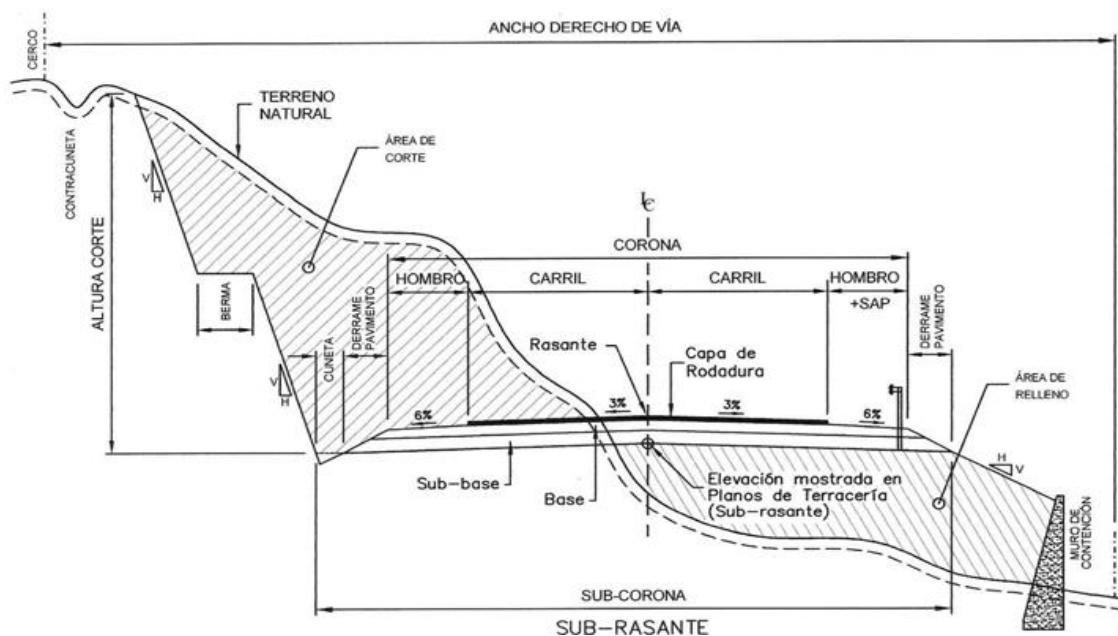 ANCHO DERECHO DE VÍA
CERCO
TERRENO
NATURAL
ÁREA DE
CORTE
CONTRACUNETA
V
H
ALTURA CORTE
BERMA
CUNETA
DERRAME
PAVIMENTO
CORONA
HOMBRO
CARRIL
CARRIL
HOMBRO
+SAP
DERRAME
PAVIMENTO
Rasante
Capa de
Rodadura
ÁREA DE
RELLENO
V
H
6%
3%
3%
6%
H
V
Sub-base
Base
Elevación mostrada en
Planos de Terracería
(Sub-rasante)
MURO DE
CONTENCIÓN
SUB-CORONA
SUB-RASANTE